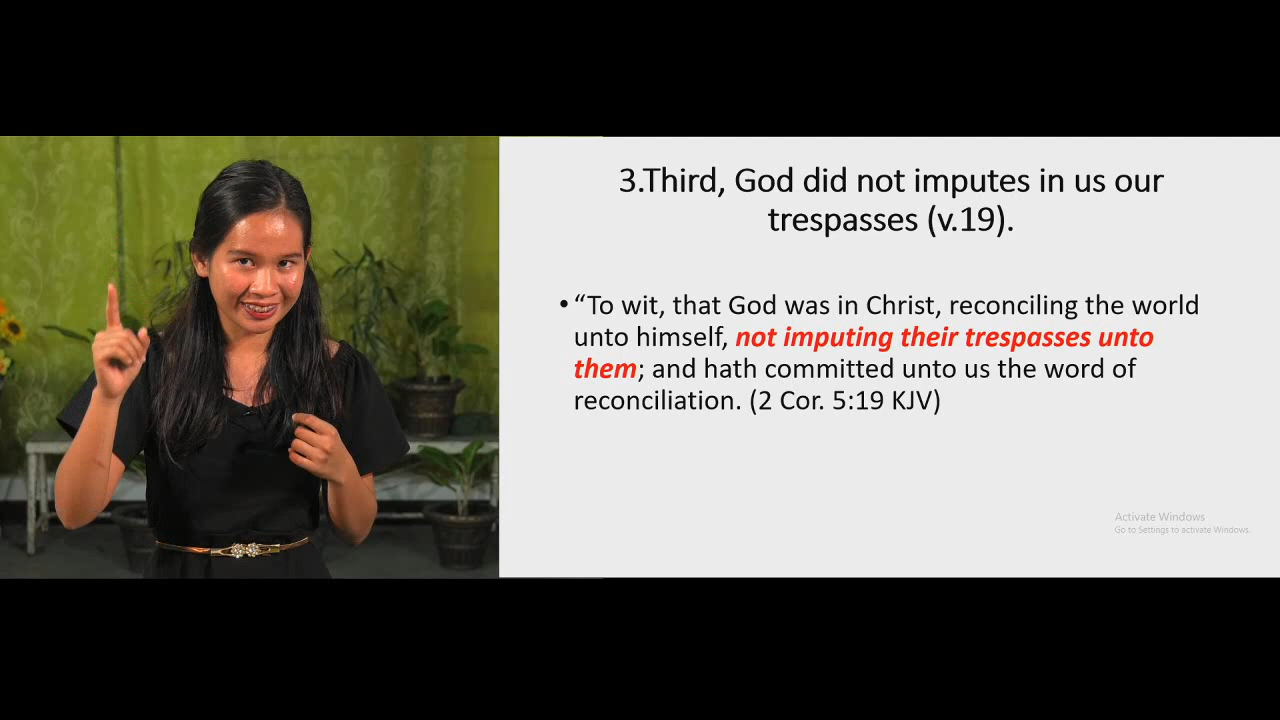 3.Third, God did not imputes in us our
trespasses (v.19).
• “To wit, that God was in Christ, reconciling the world
unto himself, not imputing their trespasses unto
them; and hath committed unto us the word of
reconciliation. (2 Cor. 5:19 KJV)
Activate Windows
Go to Settings to activate Windows.